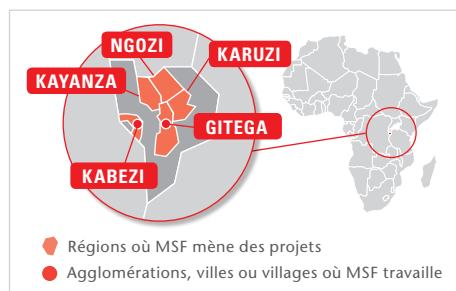 NGOZI
KARUZI
KAYANZA
GITEGA
KABEZI
Régions où MSF mène des projets
Agglomérations, villes ou villages où MSF travaille